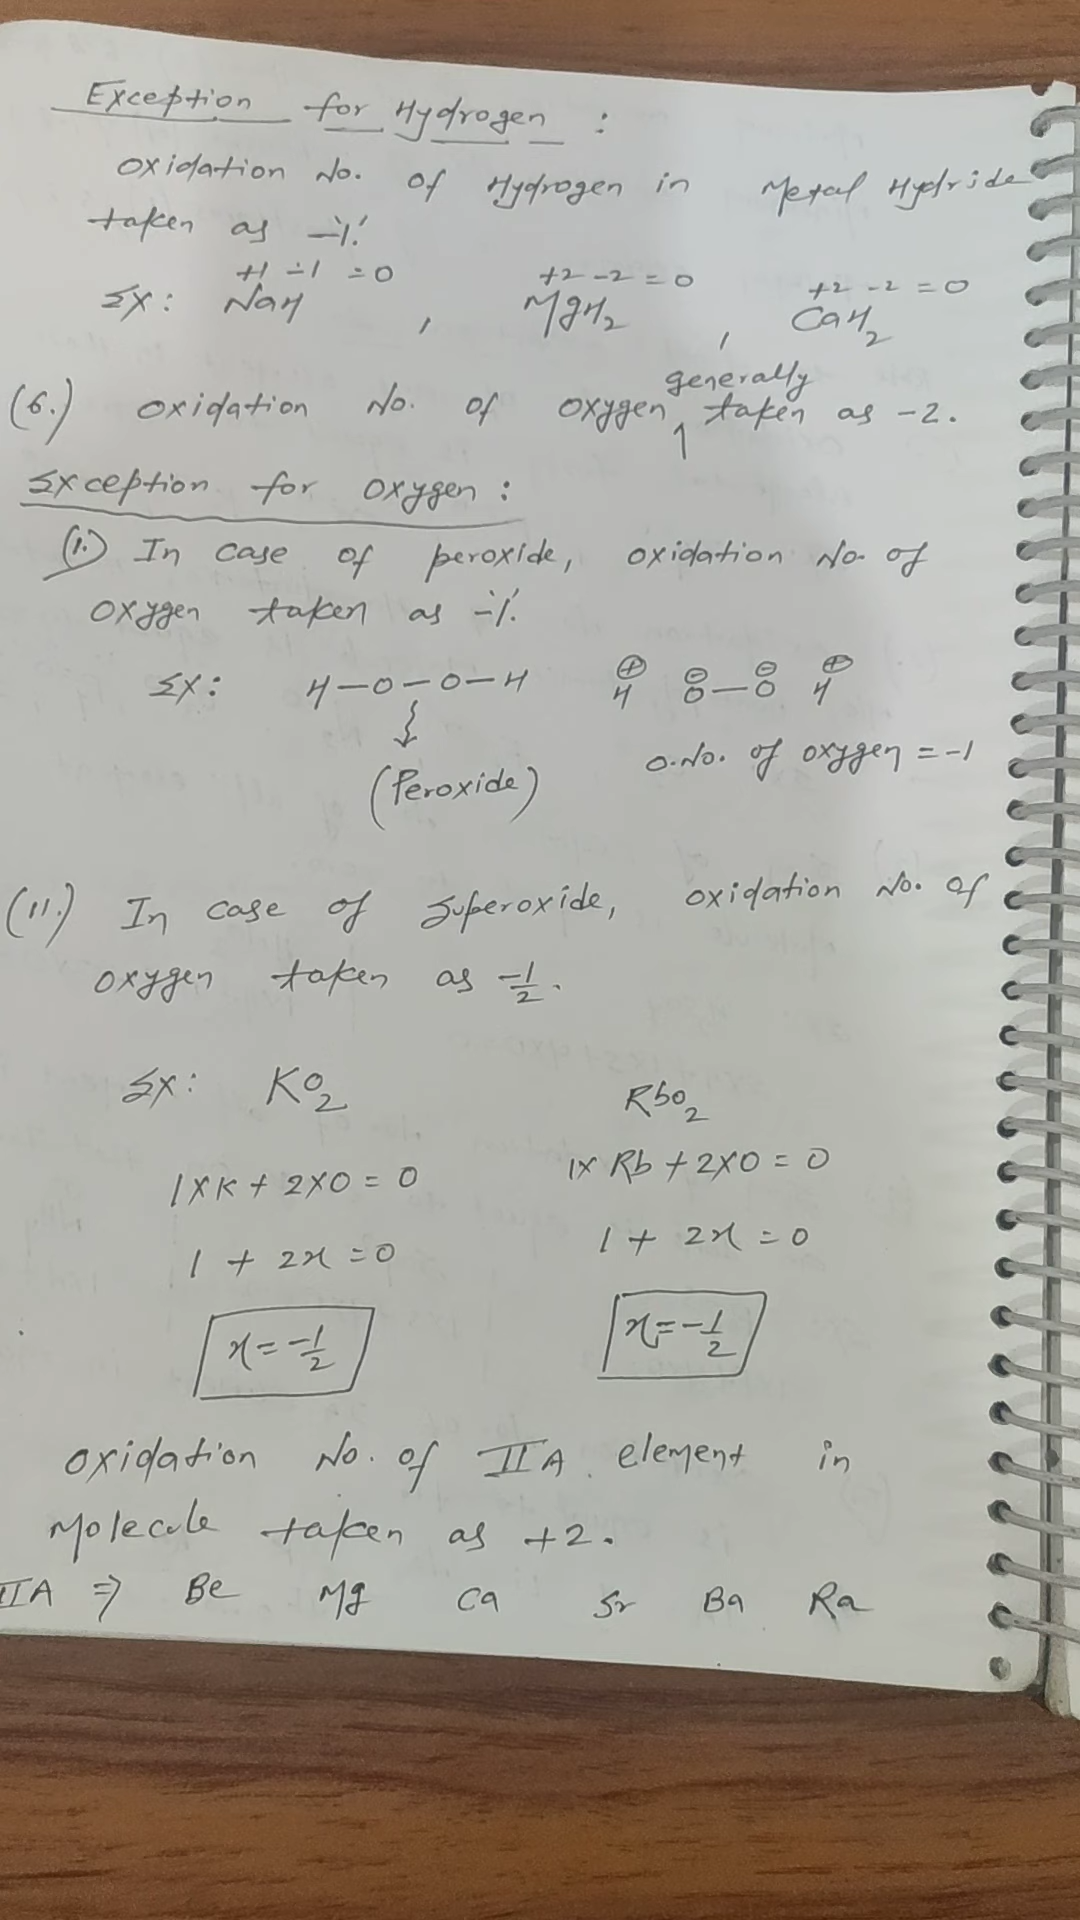 Exception for Hydrogen :
Oxidation No. of Hydrogen in Metal Hydride
taken as '-1'.
+1 -1 = 0 +2 -2 = 0 +2 -2 = 0
Ex: NaH , MgH2 , CaH2
generally
(6.) Oxidation No. of oxygen taken as -2.
Exception for oxygen :
(1.) In case of peroxide, oxidation No. of
oxygen taken as '-1'.
Ex: H-O-O-H ⊕ ⊖ ⊖ ⊕
H O-O H
(Peroxide) O.No. of oxygen = -1
(11.) In case of superoxide, oxidation No. of
oxygen taken as -1/2.
Ex: KO2 RbO2
1×K + 2×O = 0 1× Rb + 2×O = 0
1 + 2x = 0 1 + 2x = 0
x = -1/2 x = -1/2
Oxidation No. of IIA element in
Molecule taken as +2.
IIA ⇒ Be Mg Ca Sr Ba Ra